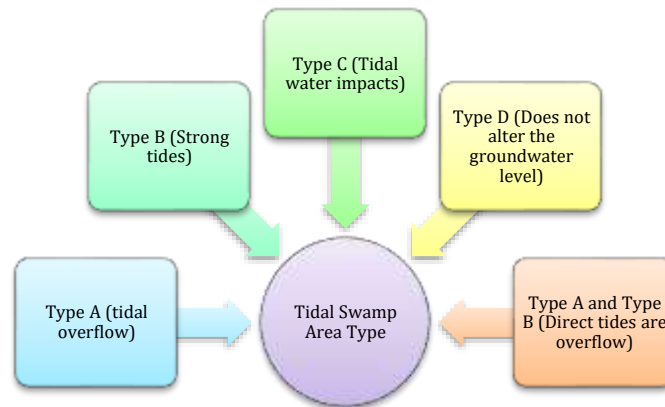 Type C (Tidal
water impacts)
Type B (Strong
tides)
Type D (Does not
alter the
groundwater
level)
Type A (tidal
overflow)
Tidal Swamp
Area Type
Type A and Type
B (Direct tides are
overflow)